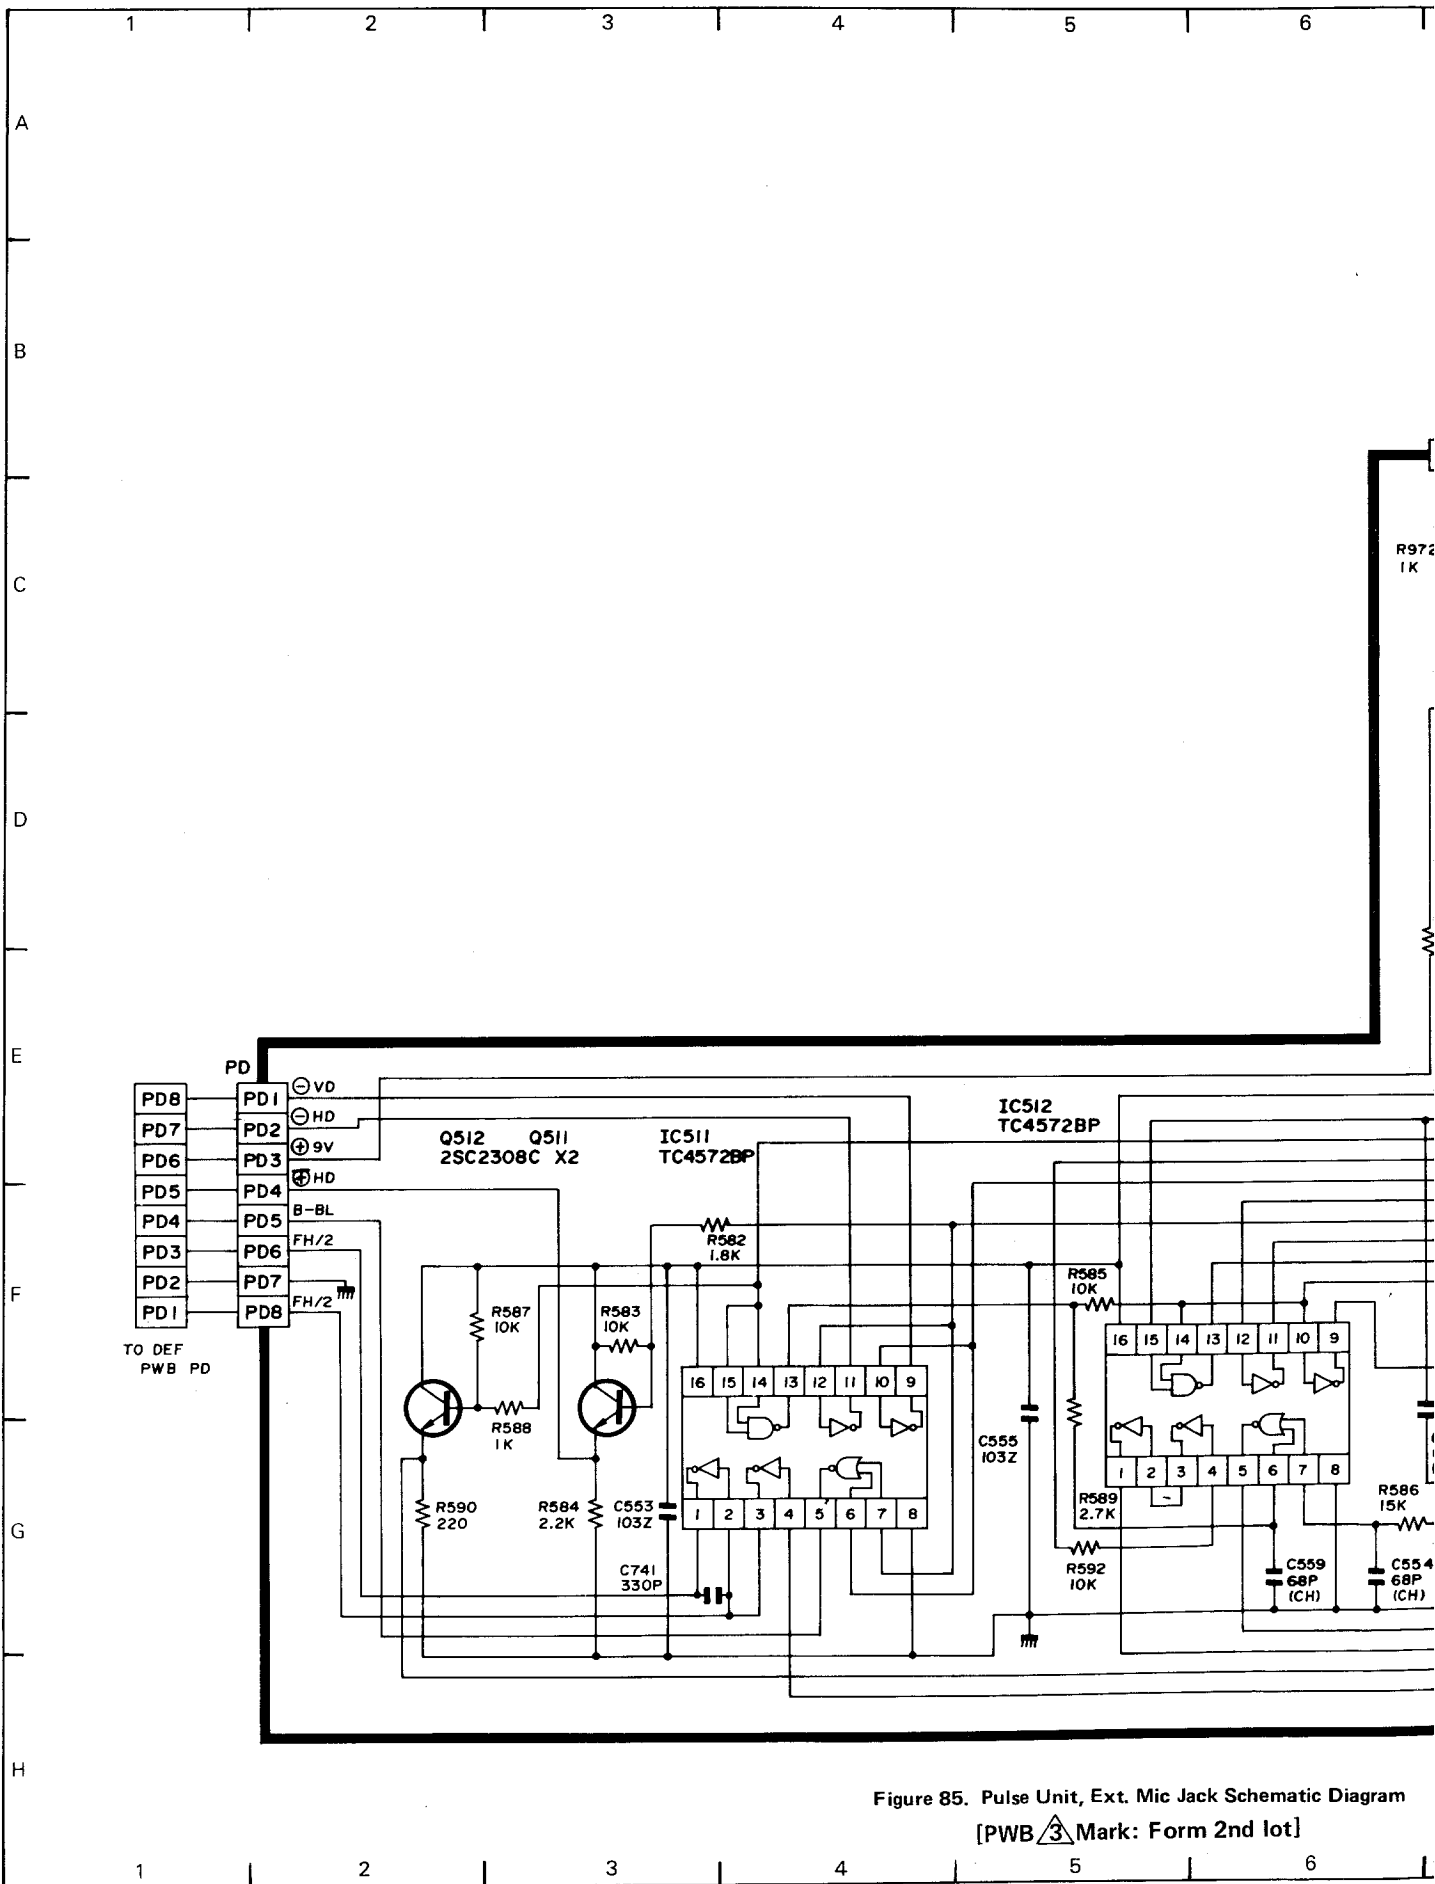 1 2 3 4 5 6
A
B
C
D
E
F
G
H
R972
1K
PD
PD8 PD1 ⊖VD
PD7 PD2 ⊖HD
PD6 PD3 ⊕9V
PD5 PD4 ⊕HD
PD4 PD5 B-BL
PD3 PD6 FH/2
PD2 PD7
PD1 PD8 FH/2
TO DEF
PWB PD
Q512 Q511
2SC2308C X2
IC511
TC4572BP
IC512
TC4572BP
R582
1.8K
R587
10K
R583
10K
R585
10K
R588
1K
R590
220
R584
2.2K
C553
103Z
C741
330P
C555
103Z
R589
2.7K
R592
10K
R586
15K
C559
68P
(CH)
C554
68P
(CH)
16 15 14 13 12 11 10 9
1 2 3 4 5 6 7 8
16 15 14 13 12 11 10 9
1 2 3 4 5 6 7 8
Figure 85. Pulse Unit, Ext. Mic Jack Schematic Diagram
[PWB 3 Mark: Form 2nd lot]
1 2 3 4 5 6